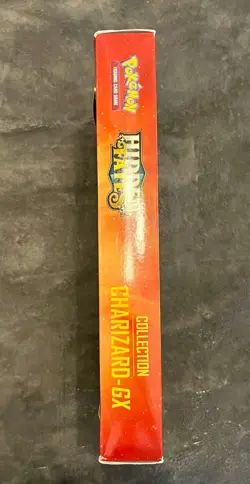 POKÉMON
TRADING CARD GAME
HIDDEN
FATES
COLLECTION
CHARIZARD-GX